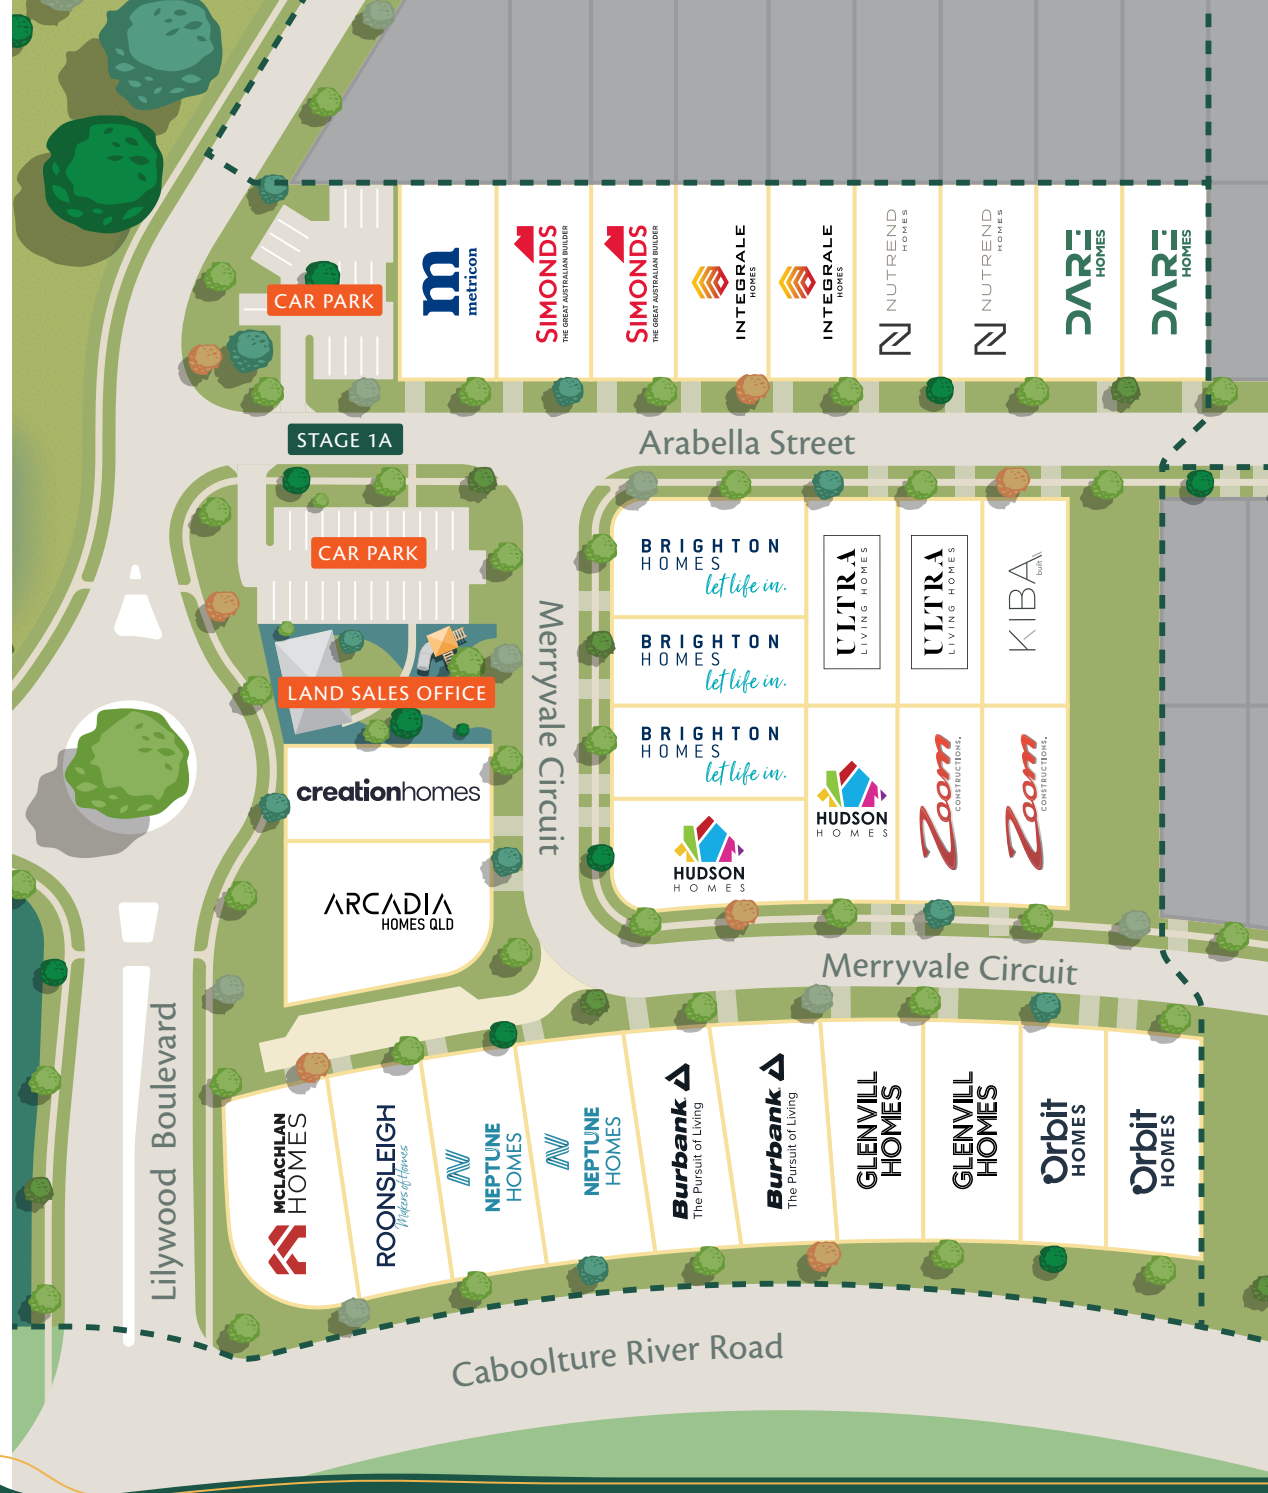 metricon
SIMONDS
THE GREAT AUSTRALIAN BUILDER
SIMONDS
THE GREAT AUSTRALIAN BUILDER
INTEGRALE
HOMES
INTEGRALE
HOMES
NUTREND
HOMES
NUTREND
HOMES
DARE
HOMES
DARE
HOMES
CAR PARK
STAGE 1A
Arabella Street
CAR PARK
LAND SALES OFFICE
Merryvale Circuit
BRIGHTON
HOMES
let life in.
BRIGHTON
HOMES
let life in.
BRIGHTON
HOMES
let life in.
ULTRA
LIVING HOMES
ULTRA
LIVING HOMES
KIBA
built
HUDSON
HOMES
HUDSON
HOMES
Zoom
CONSTRUCTIONS.
Zoom
CONSTRUCTIONS.
creationhomes
ARCADIA
HOMES QLD
Merryvale Circuit
Lilywood Boulevard
MCLACHLAN
HOMES
ROONSLEIGH
Makers of Homes
NEPTUNE
HOMES
NEPTUNE
HOMES
Burbank
The Pursuit of Living
Burbank
The Pursuit of Living
GLENVILL
HOMES
GLENVILL
HOMES
Orbit
HOMES
Orbit
HOMES
Caboolture River Road